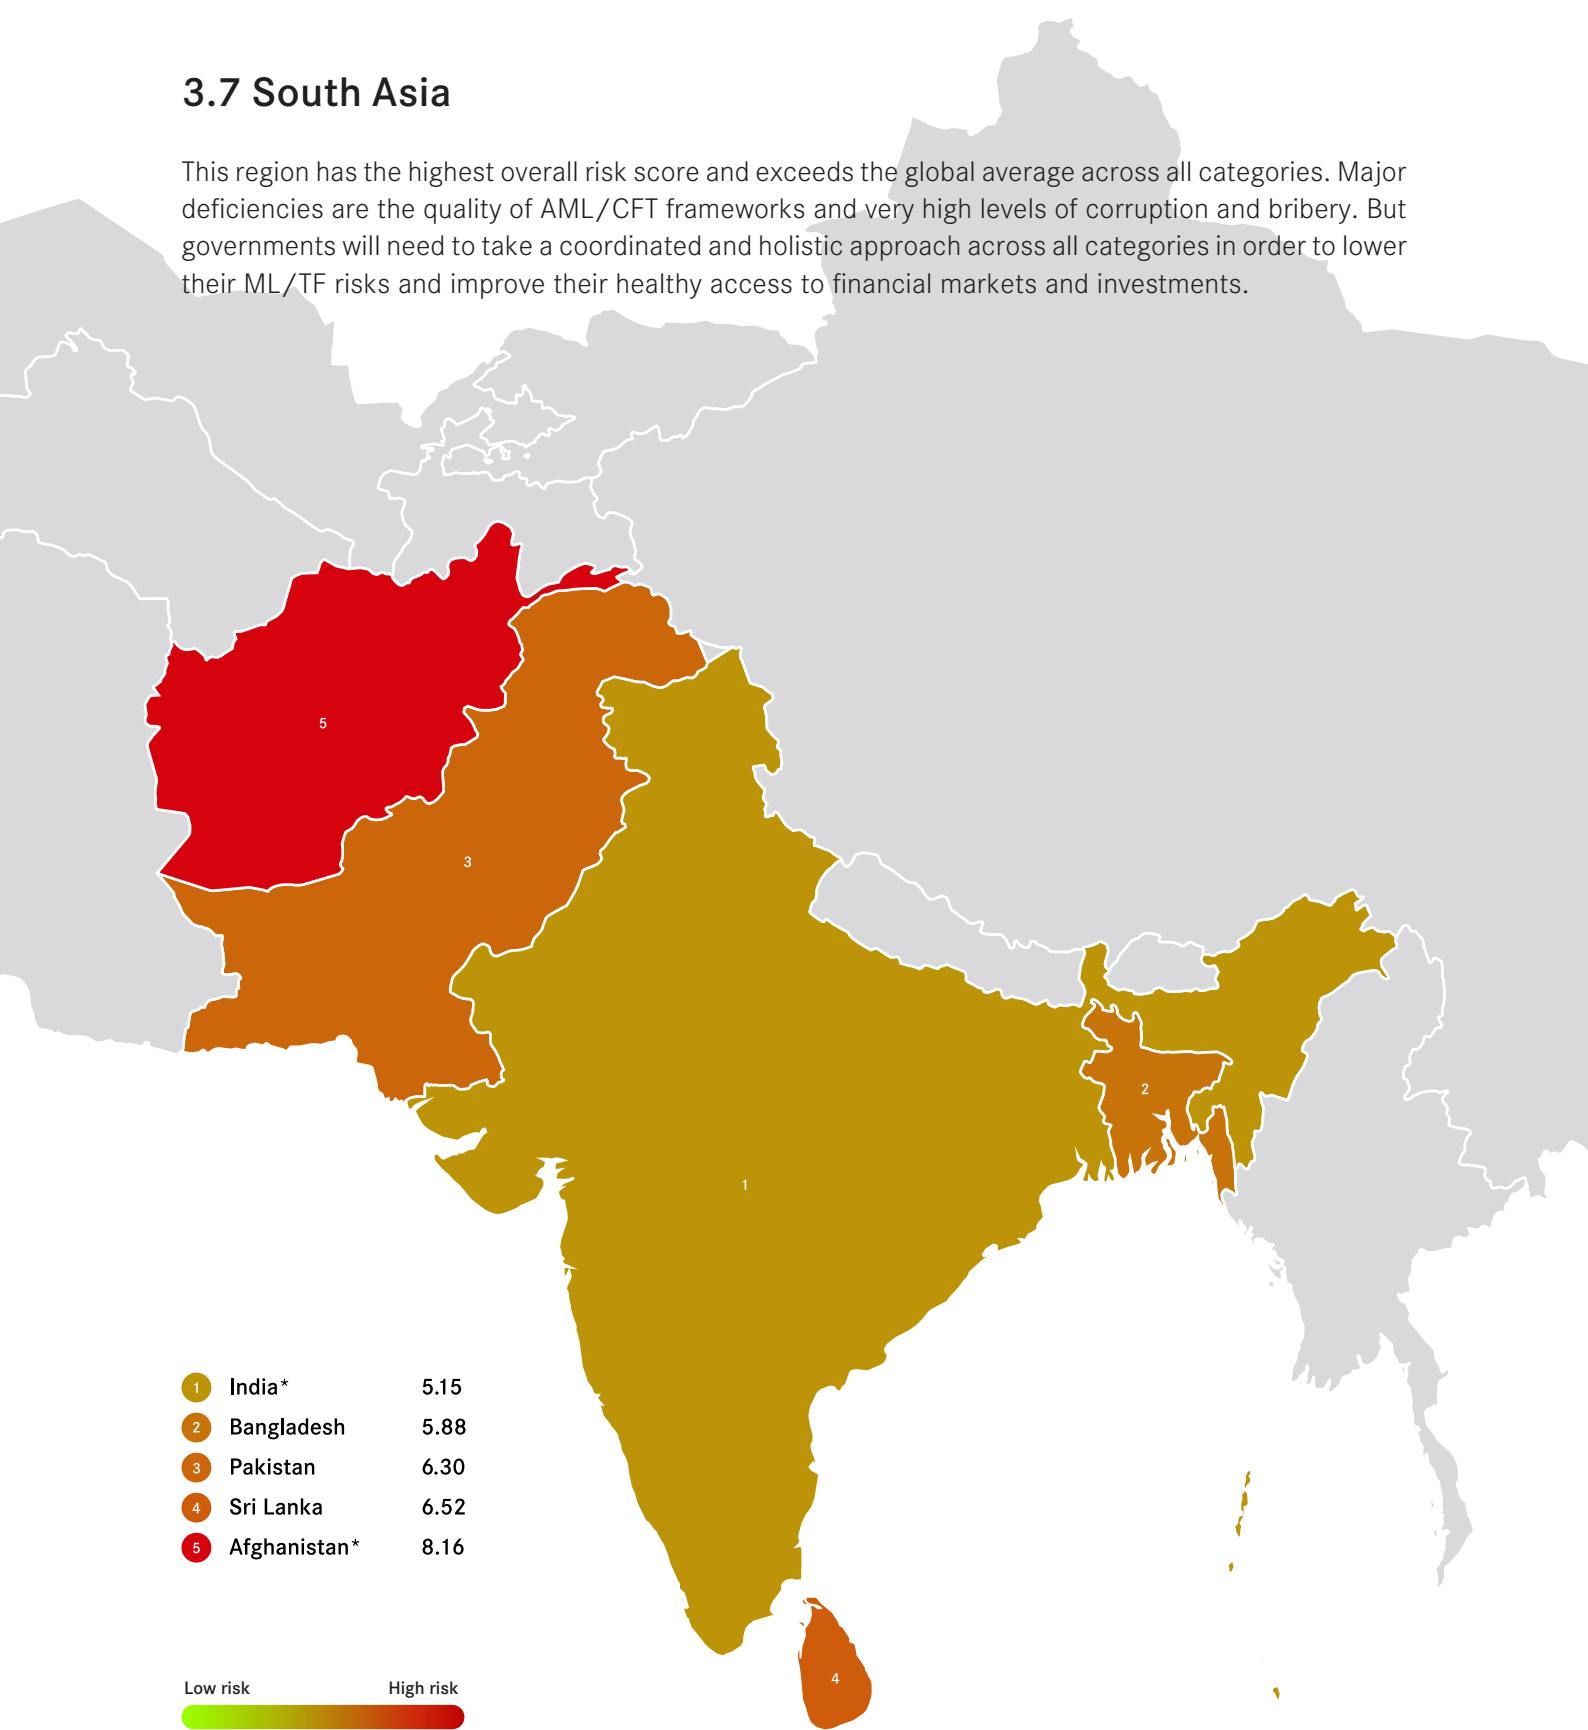 3.7 South Asia
This region has the highest overall risk score and exceeds the global average across all categories. Major
deficiencies are the quality of AML/CFT frameworks and very high levels of corruption and bribery. But
governments will need to take a coordinated and holistic approach across all categories in order to lower
their ML/TF risks and improve their healthy access to financial markets and investments.
5
3
2
1
1 India* 5.15
2 Bangladesh 5.88
3 Pakistan 6.30
4 Sri Lanka 6.52
5 Afghanistan* 8.16
4
Low risk High risk